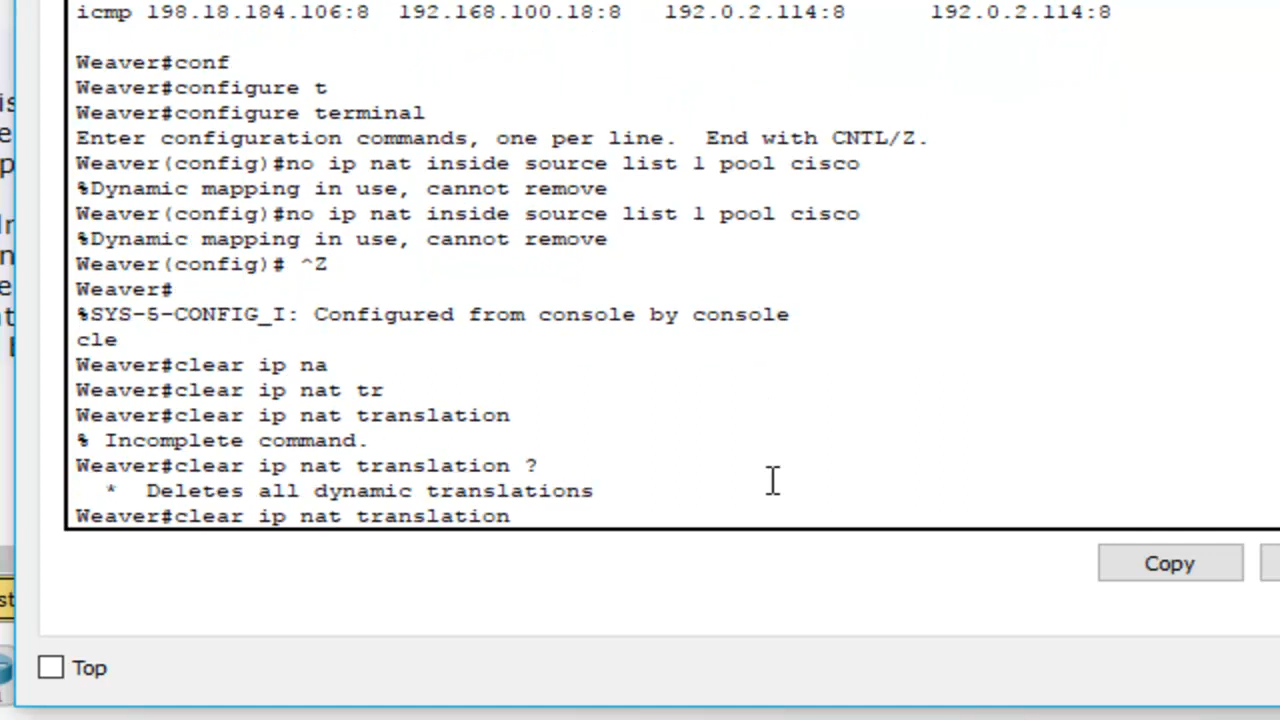 icmp 198.18.184.106:8 192.168.100.18:8 192.0.2.114:8 192.0.2.114:8
Weaver#conf
Weaver#configure t
Weaver#configure terminal
Enter configuration commands, one per line. End with CNTL/Z.
Weaver(config)#no ip nat inside source list 1 pool cisco
%Dynamic mapping in use, cannot remove
Weaver(config)#no ip nat inside source list 1 pool cisco
%Dynamic mapping in use, cannot remove
Weaver(config)# ^Z
Weaver#
%SYS-5-CONFIG_I: Configured from console by console
cle
Weaver#clear ip na
Weaver#clear ip nat tr
Weaver#clear ip nat translation
% Incomplete command.
Weaver#clear ip nat translation ?
* Deletes all dynamic translations
Weaver#clear ip nat translation
Copy
Top